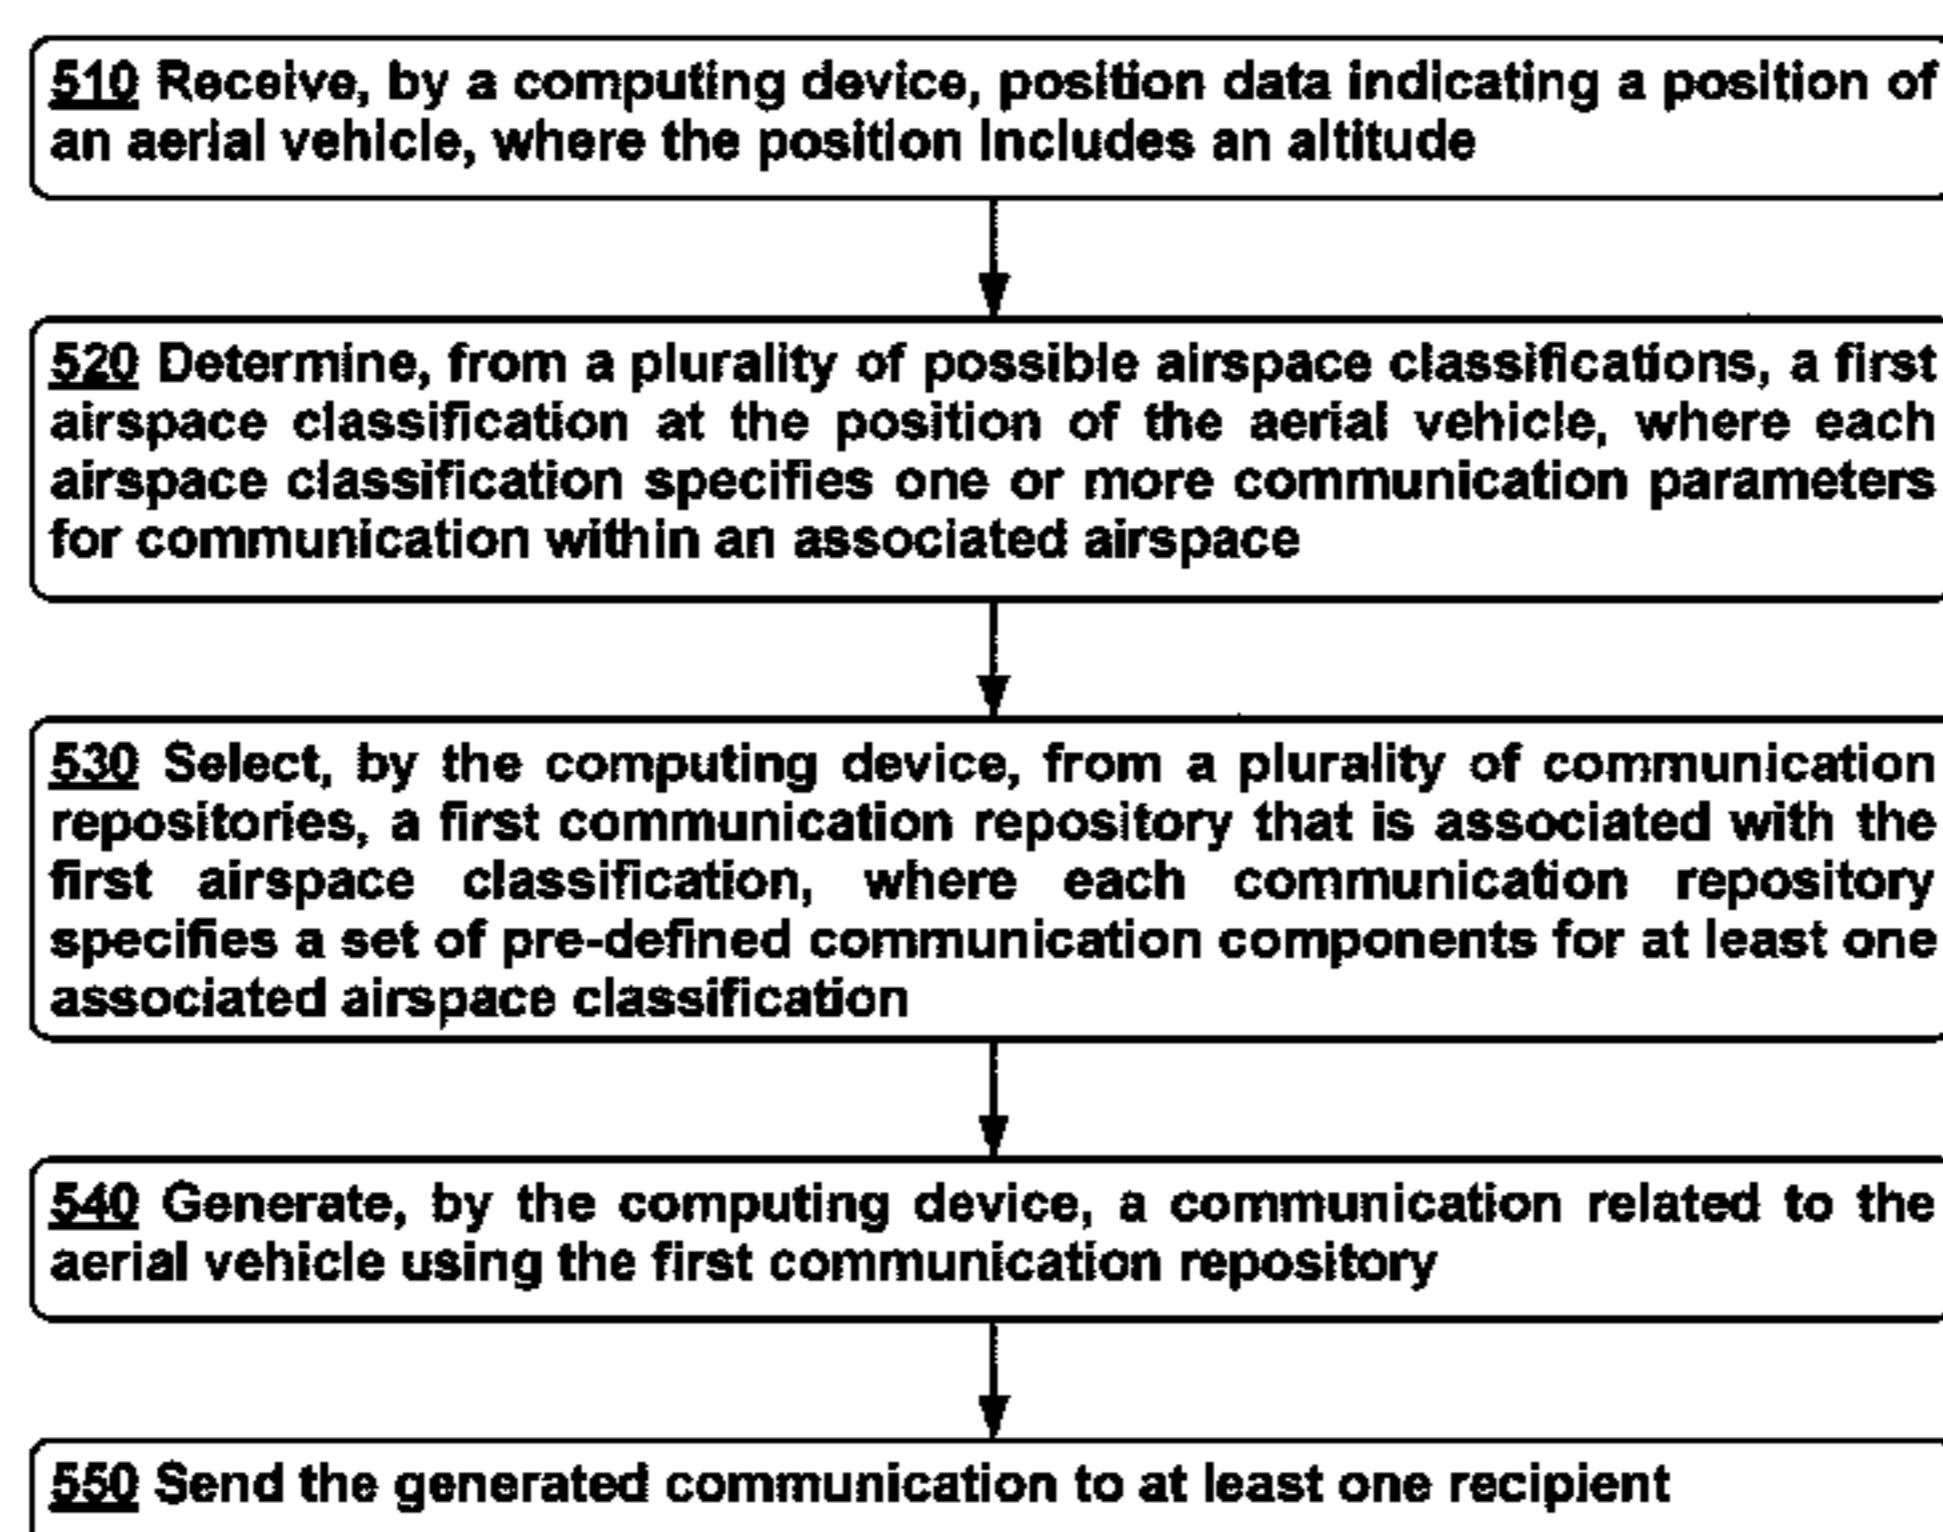 510 Receive, by a computing device, position data indicating a position of
an aerial vehicle, where the position includes an altitude
520 Determine, from a plurality of possible airspace classifications, a first
airspace classification at the position of the aerial vehicle, where each
airspace classification specifies one or more communication parameters
for communication within an associated airspace
530 Select, by the computing device, from a plurality of communication
repositories, a first communication repository that is associated with the
first airspace classification, where each communication repository
specifies a set of pre-defined communication components for at least one
associated airspace classification
540 Generate, by the computing device, a communication related to the
aerial vehicle using the first communication repository
550 Send the generated communication to at least one recipient